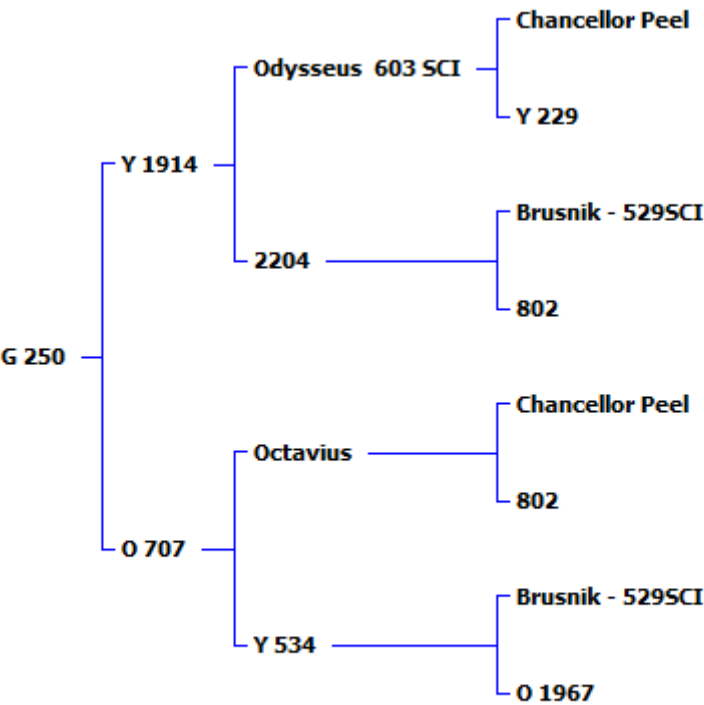 Chancellor Peel
Odysseus  603 SCI
Y 229
Y 1914
Brusnik - 529SCI
2204
802
G 250
Chancellor Peel
Octavius
802
O 707
Brusnik - 529SCI
Y 534
O 1967